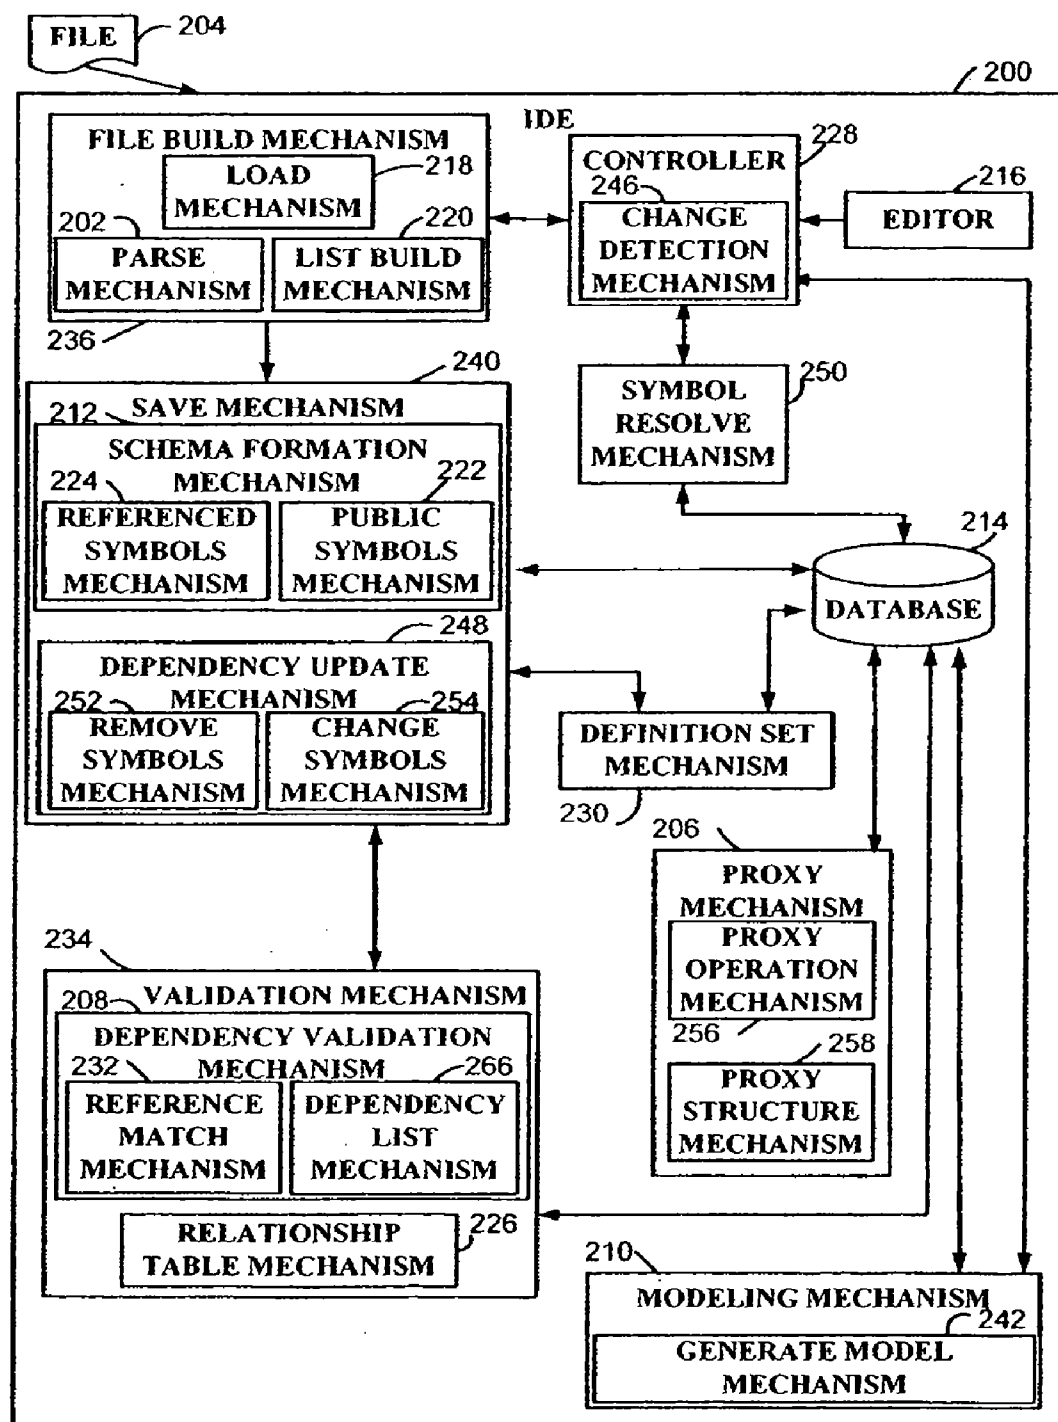 FILE
204
200
IDE
FILE BUILD MECHANISM
LOAD
MECHANISM
218
202
PARSE
MECHANISM
220
LIST BUILD
MECHANISM
236
CONTROLLER
228
246
CHANGE
DETECTION
MECHANISM
216
EDITOR
240
SAVE MECHANISM
212
SCHEMA FORMATION
MECHANISM
224
222
REFERENCED
SYMBOLS
MECHANISM
PUBLIC
SYMBOLS
MECHANISM
250
SYMBOL
RESOLVE
MECHANISM
214
DATABASE
248
DEPENDENCY UPDATE
MECHANISM
252
254
REMOVE
SYMBOLS
MECHANISM
CHANGE
SYMBOLS
MECHANISM
DEFINITION SET
MECHANISM
230
206
PROXY
MECHANISM
PROXY
OPERATION
MECHANISM
256
258
PROXY
STRUCTURE
MECHANISM
234
VALIDATION MECHANISM
208
DEPENDENCY VALIDATION
MECHANISM
232
266
REFERENCE
MATCH
MECHANISM
DEPENDENCY
LIST
MECHANISM
RELATIONSHIP
TABLE MECHANISM
226
210
MODELING MECHANISM
242
GENERATE MODEL
MECHANISM